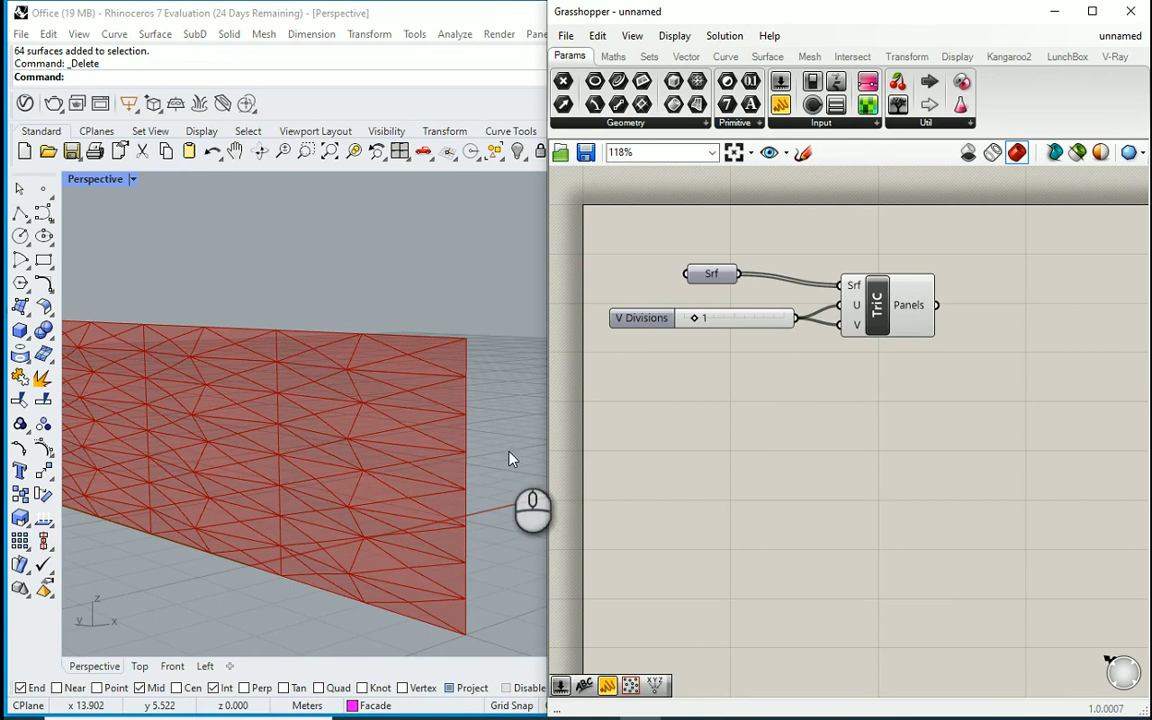 Office (19 MB) - Rhinoceros 7 Evaluation (24 Days Remaining) - [Perspective]
File Edit View Curve Surface SubD Solid Mesh Dimension Transform Tools Analyze Render Pane
64 surfaces added to selection.
Command: _Delete
Command:
Standard CPlanes Set View Display Select Viewport Layout Visibility Transform Curve Tools
Perspective
z
y x
Perspective Top Front Left
End Near Point Mid Cen Int Perp Tan Quad Knot Vertex Project Disable
CPlane x 13.902 y 5.522 z 0.000 Meters Facade Grid Snap
Grasshopper - unnamed
File Edit View Display Solution Help unnamed
Params Maths Sets Vector Curve Surface Mesh Intersect Transform Display Kangaroo2 LunchBox V-Ray
Geometry Primitive Input Util
118%
Srf
V Divisions 1
Srf
U
V
TriC
Panels
1.0.0007